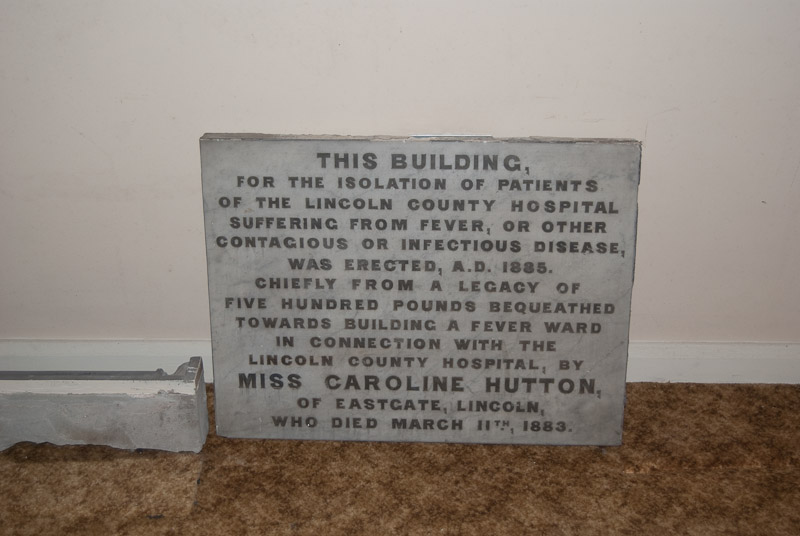 THIS BUILDING,
FOR THE ISOLATION OF PATIENTS
OF THE LINCOLN COUNTY HOSPITAL
SUFFERING FROM FEVER, OR OTHER
CONTAGIOUS OR INFECTIOUS DISEASE,
WAS ERECTED, A.D. 1885.
CHIEFLY FROM A LEGACY OF
FIVE HUNDRED POUNDS BEQUEATHED
TOWARDS BUILDING A FEVER WARD
IN CONNECTION WITH THE
LINCOLN COUNTY HOSPITAL, BY
MISS CAROLINE HUTTON,
OF EASTGATE, LINCOLN,
WHO DIED MARCH 11TH, 1883.